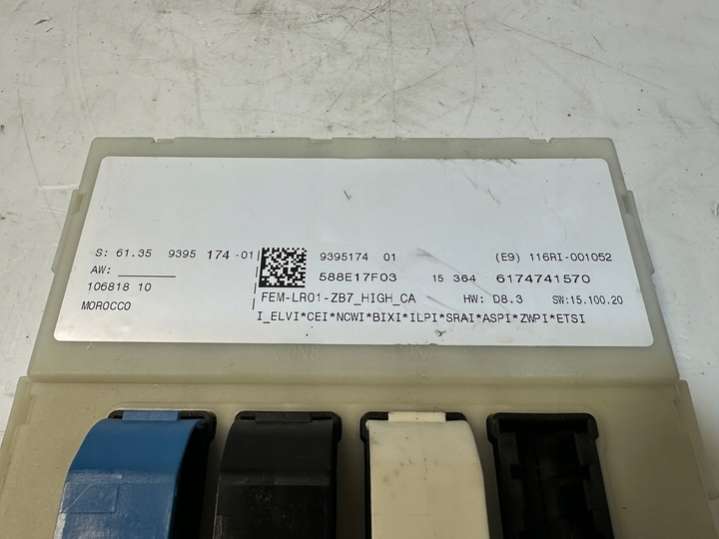 S: 61.35 9395 174 -01 9395174 01 (E9) 116RI-001052
AW: 588E17F03 15 364 6174741570
106818 10 FEM-LR01-ZB7_HIGH_CA HW: D8.3 SW:15.100.20
MOROCCO I_ELVI*CEI*NCWI*BIXI*ILPI*SRAI*ASPI*ZWPI*ETSI